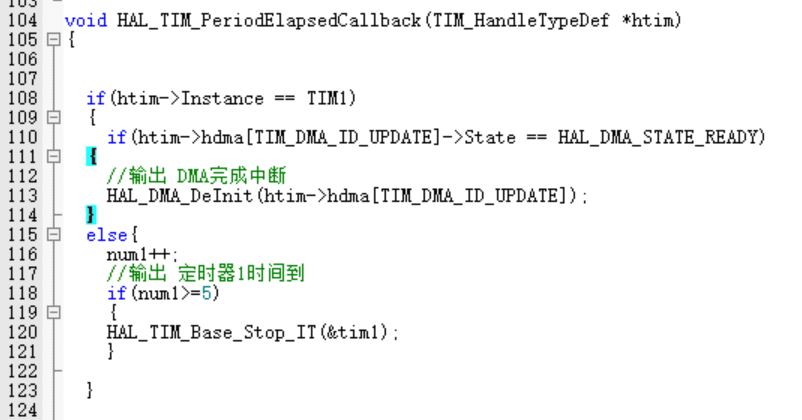 104 void HAL_TIM_PeriodElapsedCallback(TIM_HandleTypeDef *htim)
105 {
106
107
108 if(htim->Instance == TIM1)
109 {
110 if(htim->hdma[TIM_DMA_ID_UPDATE]->State == HAL_DMA_STATE_READY)
111 {
112 //输出 DMA完成中断
113 HAL_DMA_DeInit(htim->hdma[TIM_DMA_ID_UPDATE]);
114 }
115 else{
116 num1++;
117 //输出 定时器1时间到
118 if(num1>=5)
119 {
120 HAL_TIM_Base_Stop_IT(&tim1);
121 }
122
123 }
124